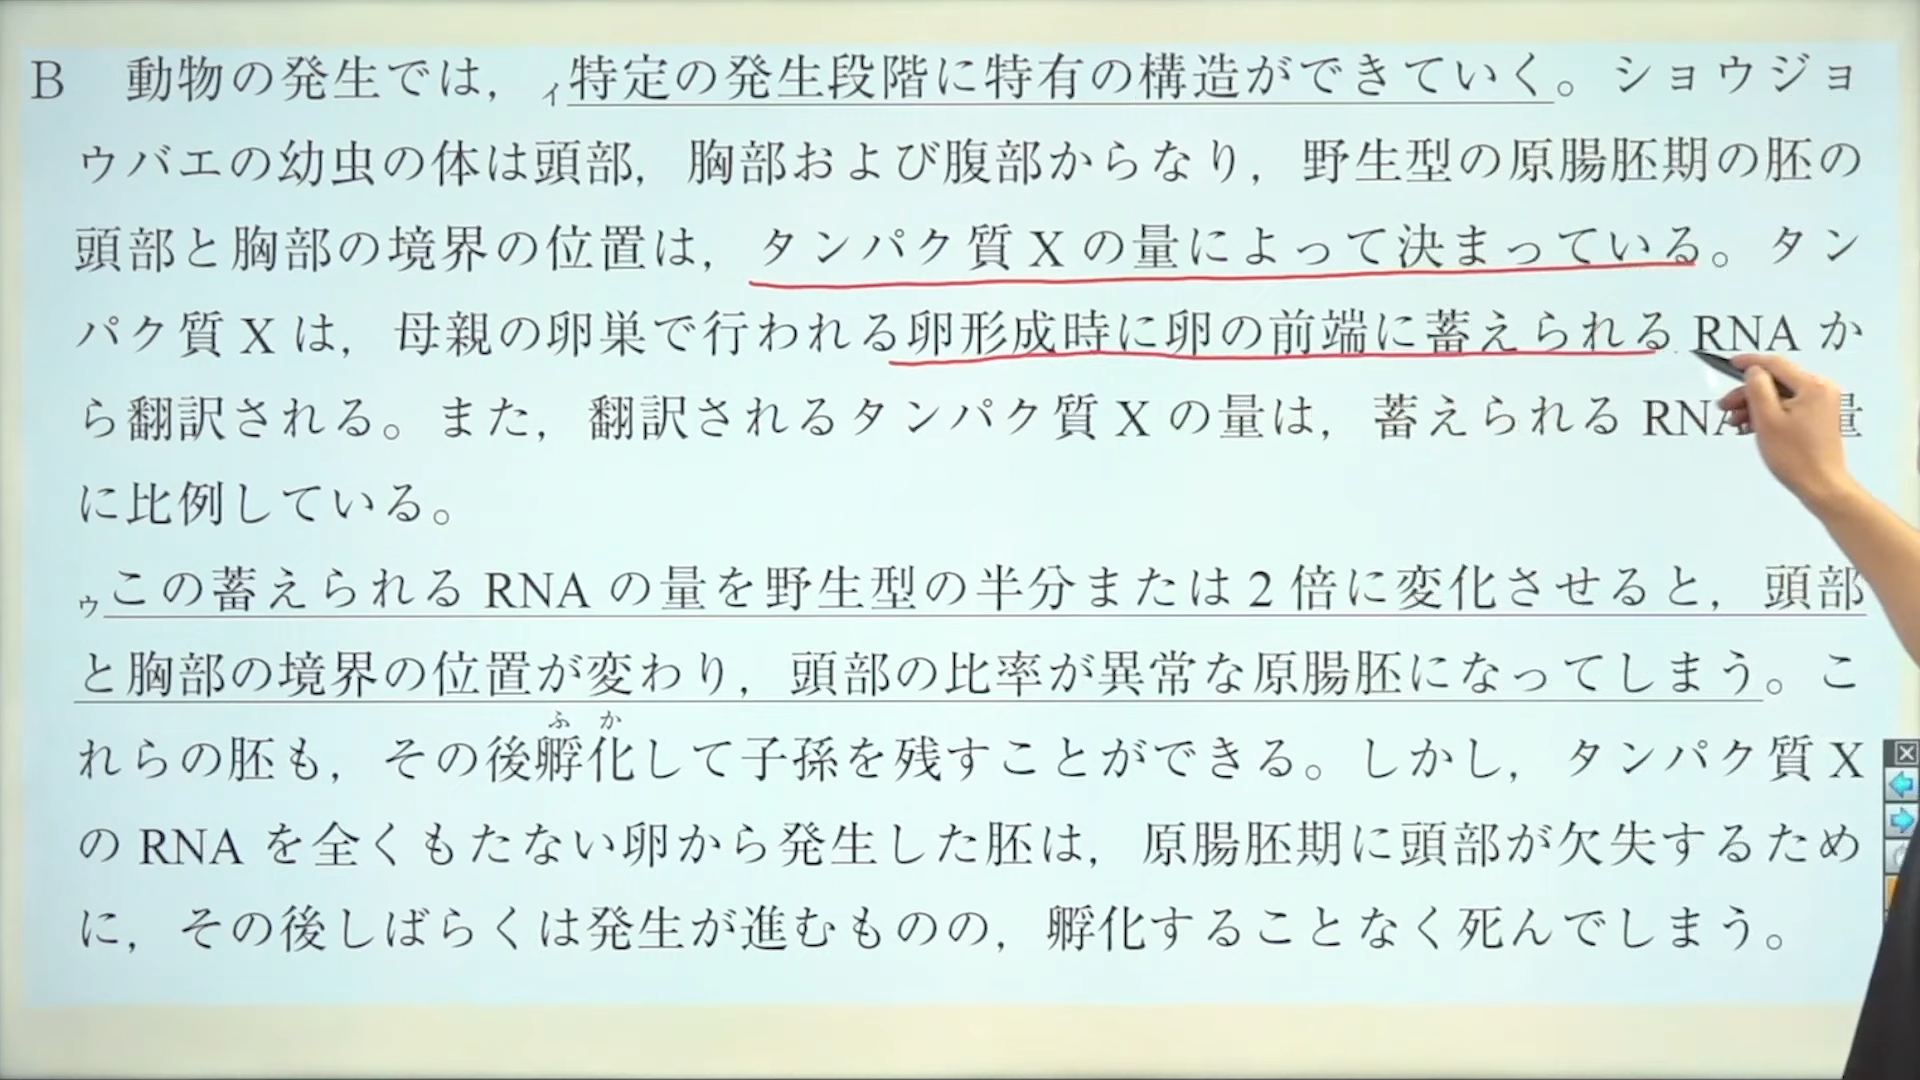 B 動物の発生では，イ特定の発生段階に特有の構造ができていく。ショウジョ
ウバエの幼虫の体は頭部，胸部および腹部からなり，野生型の原腸胚期の胚の
頭部と胸部の境界の位置は，タンパク質Xの量によって決まっている。タン
パク質Xは，母親の卵巣で行われる卵形成時に卵の前端に蓄えられるRNAか
ら翻訳される。また，翻訳されるタンパク質Xの量は，蓄えられるRNA 量
に比例している。
ウこの蓄えられるRNAの量を野生型の半分または2倍に変化させると，頭部
と胸部の境界の位置が変わり，頭部の比率が異常な原腸胚になってしまう。こ
ふか
れらの胚も，その後孵化して子孫を残すことができる。しかし，タンパク質X
のRNAを全くもたない卵から発生した胚は，原腸胚期に頭部が欠失するため
に，その後しばらくは発生が進むものの，孵化することなく死んでしまう。